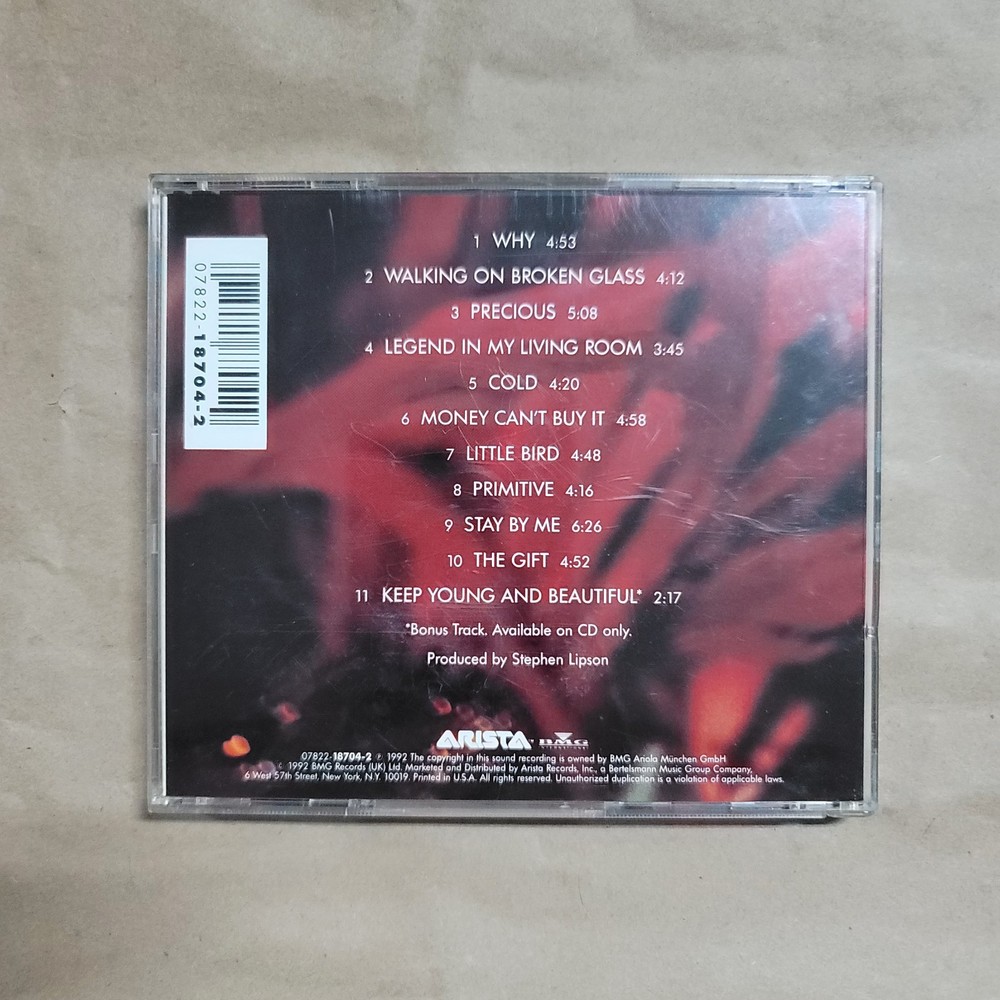 07822-18704-2
1 WHY 4:53
2 WALKING ON BROKEN GLASS 4:12
3 PRECIOUS 5:08
4 LEGEND IN MY LIVING ROOM 3:45
5 COLD 4:20
6 MONEY CAN'T BUY IT 4:58
7 LITTLE BIRD 4:48
8 PRIMITIVE 4:16
9 STAY BY ME 6:26
10 THE GIFT 4:52
11 KEEP YOUNG AND BEAUTIFUL* 2:17
*Bonus Track. Available on CD only.
Produced by Stephen Lipson
ARISTA BMG
07822-18704-2 ℗ 1992 The copyright in this sound recording is owned by BMG Ariola München GmbH
© 1992 BMG Records (UK) Ltd. Marketed and Distributed by Arista Records, Inc., a Bertelsmann Music Group Company,
6 West 57th Street, New York, N.Y. 10019. Printed in U.S.A. All rights reserved. Unauthorized duplication is a violation of applicable laws.